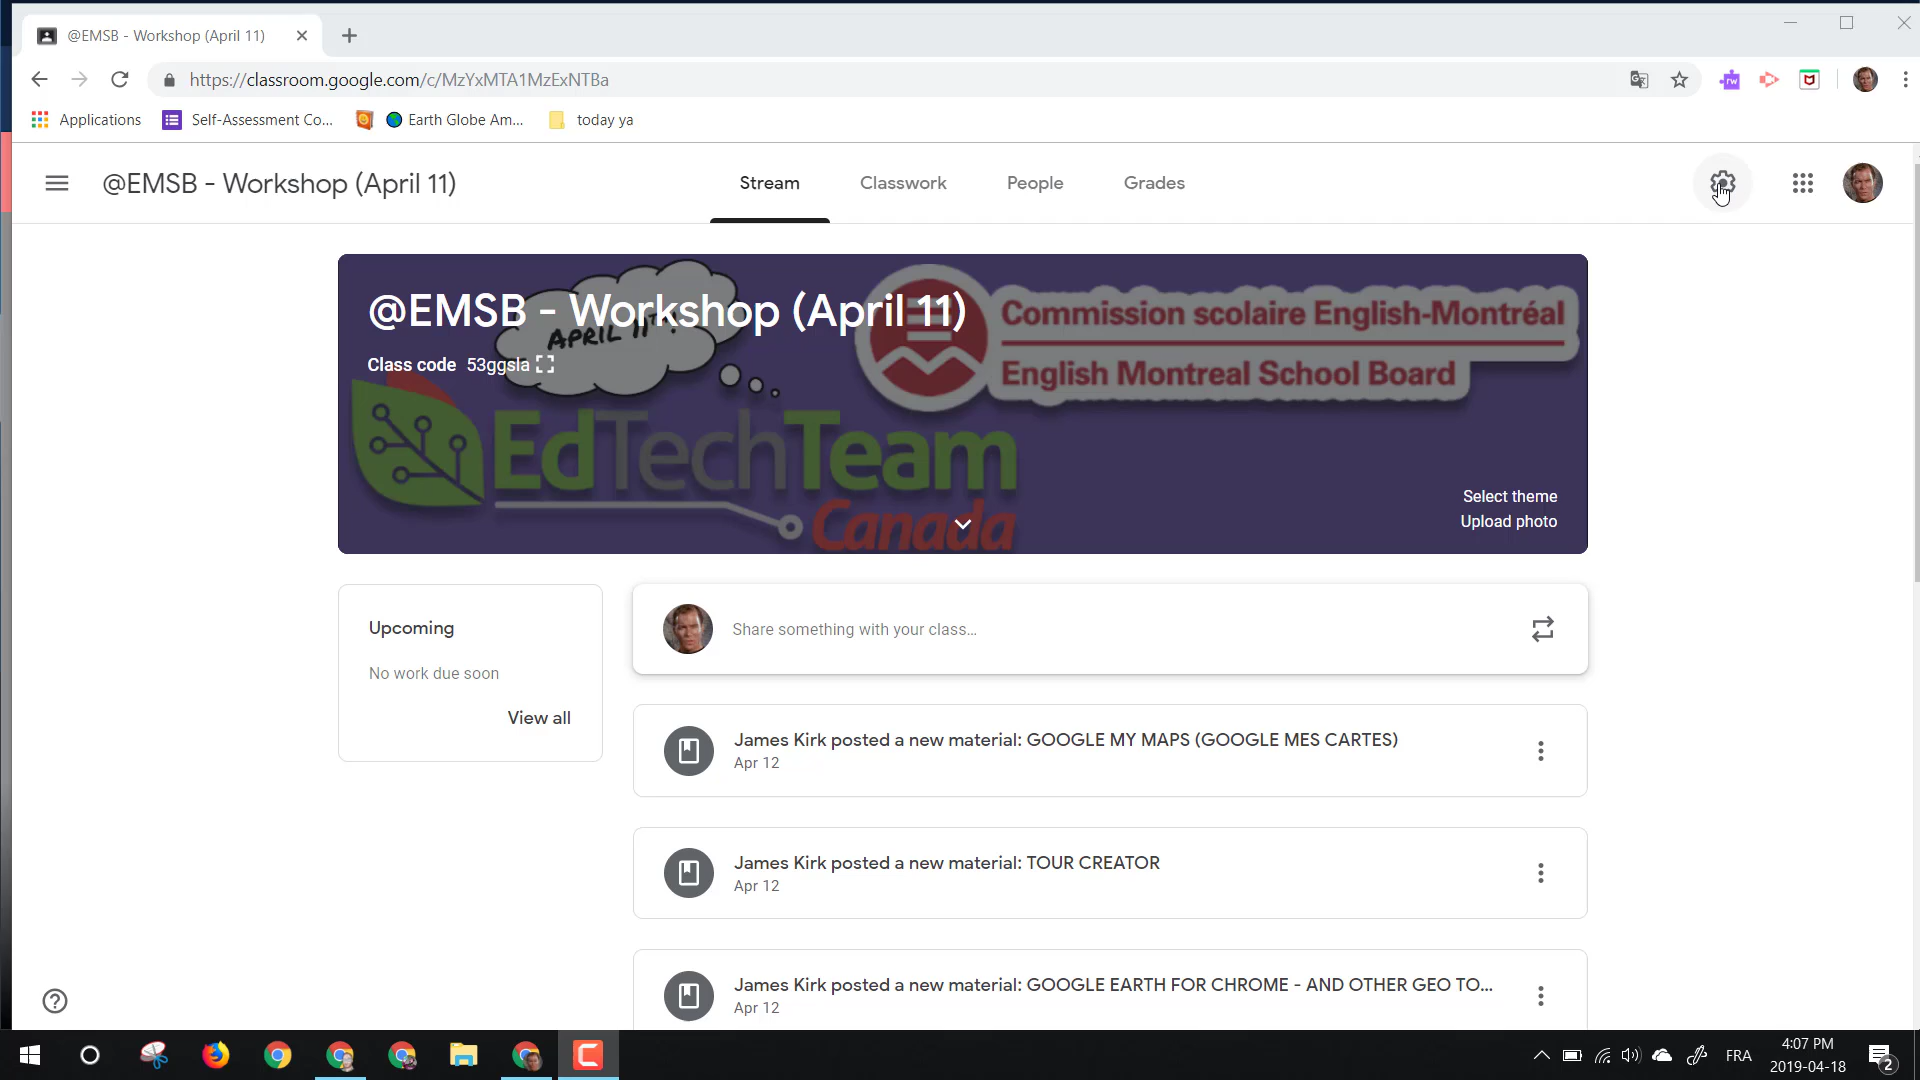 @EMSB - Workshop (April 11)
https://classroom.google.com/c/MzYxMTA1MzExNTBa
Applications
Self-Assessment Co...
Earth Globe Am...
today ya
@EMSB - Workshop (April 11)
Stream
Classwork
People
Grades
@EMSB - Workshop (April 11)
APRIL 11TH!
Class code 53ggsla
Commission scolaire English-Montréal
English Montreal School Board
EdTechTeam
Canada
Select theme
Upload photo
Upcoming
No work due soon
View all
Share something with your class...
James Kirk posted a new material: GOOGLE MY MAPS (GOOGLE MES CARTES)
Apr 12
James Kirk posted a new material: TOUR CREATOR
Apr 12
James Kirk posted a new material: GOOGLE EARTH FOR CHROME - AND OTHER GEO TO...
Apr 12
FRA
4:07 PM
2019-04-18
2